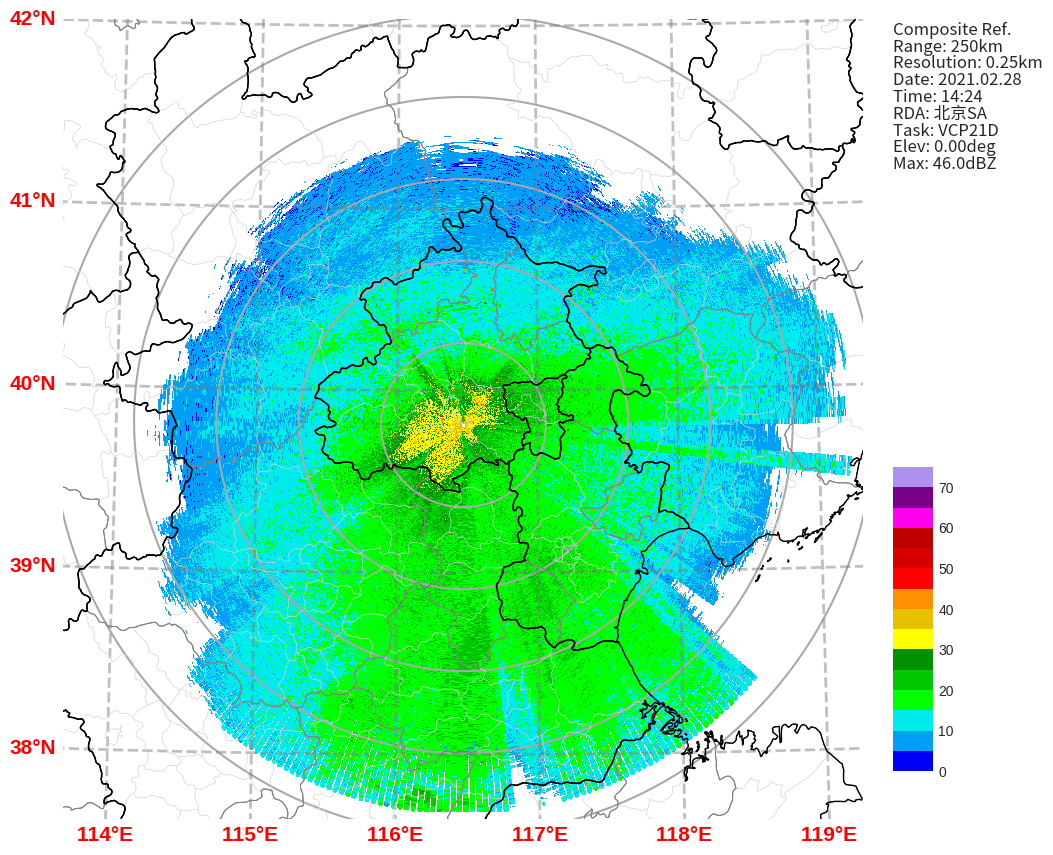 42°N
41°N
40°N
39°N
38°N
114°E
115°E
116°E
117°E
118°E
119°E
Composite Ref.
Range: 250km
Resolution: 0.25km
Date: 2021.02.28
Time: 14:24
RDA: 北京SA
Task: VCP21D
Elev: 0.00deg
Max: 46.0dBZ
70
60
50
40
30
20
10
0